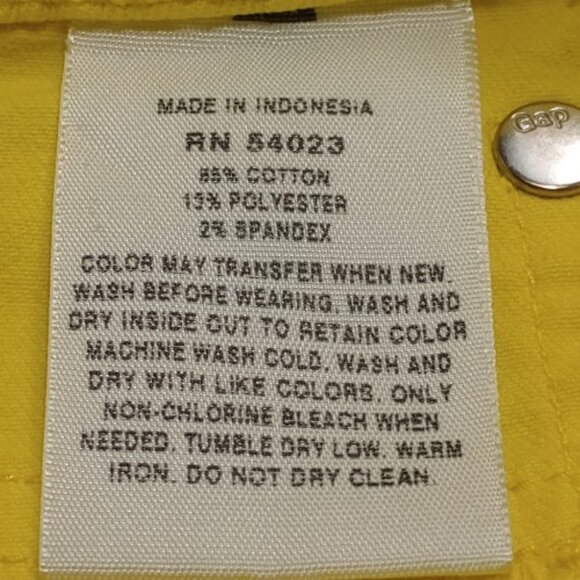 MADE IN INDONESIA
RN 54023
85% COTTON
13% POLYESTER
2% SPANDEX
COLOR MAY TRANSFER WHEN NEW.
WASH BEFORE WEARING. WASH AND
DRY INSIDE OUT TO RETAIN COLOR
MACHINE WASH COLD. WASH AND
DRY WITH LIKE COLORS. ONLY
NON-CHLORINE BLEACH WHEN
NEEDED. TUMBLE DRY LOW. WARM
IRON. DO NOT DRY CLEAN.
Gap